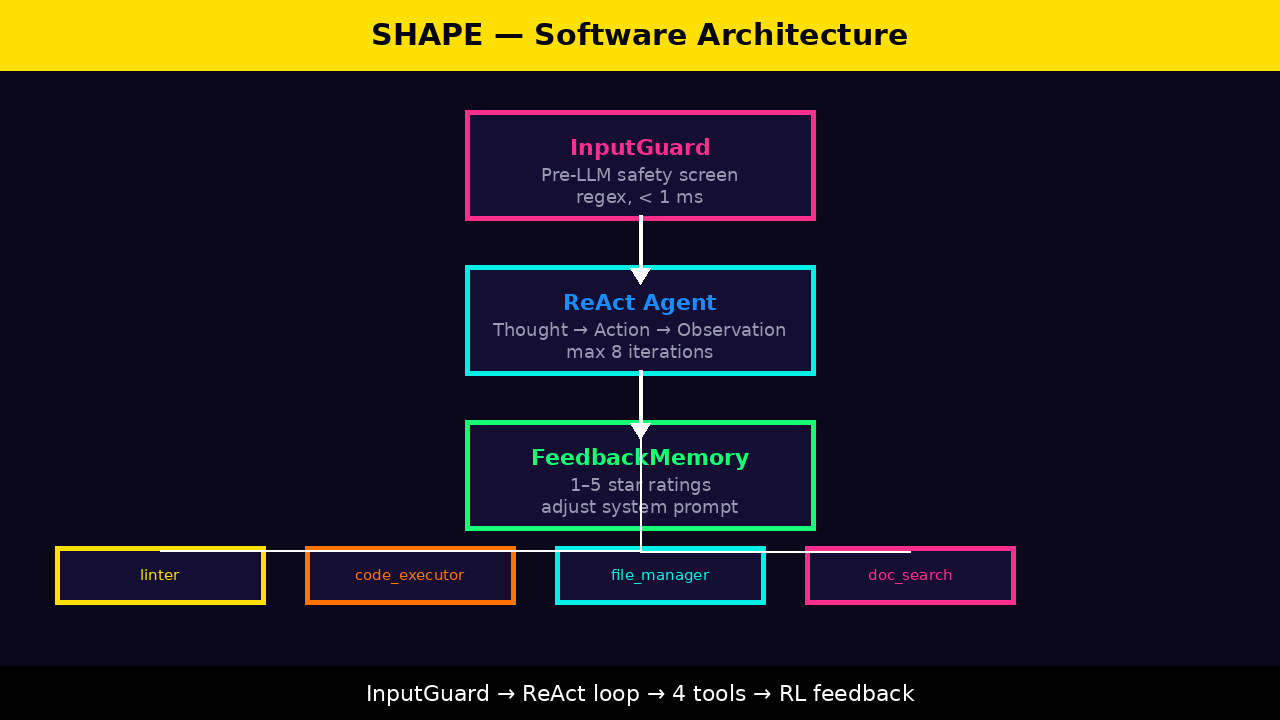 SHAPE — Software Architecture
InputGuard
Pre-LLM safety screen
regex, < 1 ms
ReAct Agent
Thought → Action → Observation
max 8 iterations
FeedbackMemory
1–5 star ratings
adjust system prompt
linter
code_executor
file_manager
doc_search
InputGuard → ReAct loop → 4 tools → RL feedback